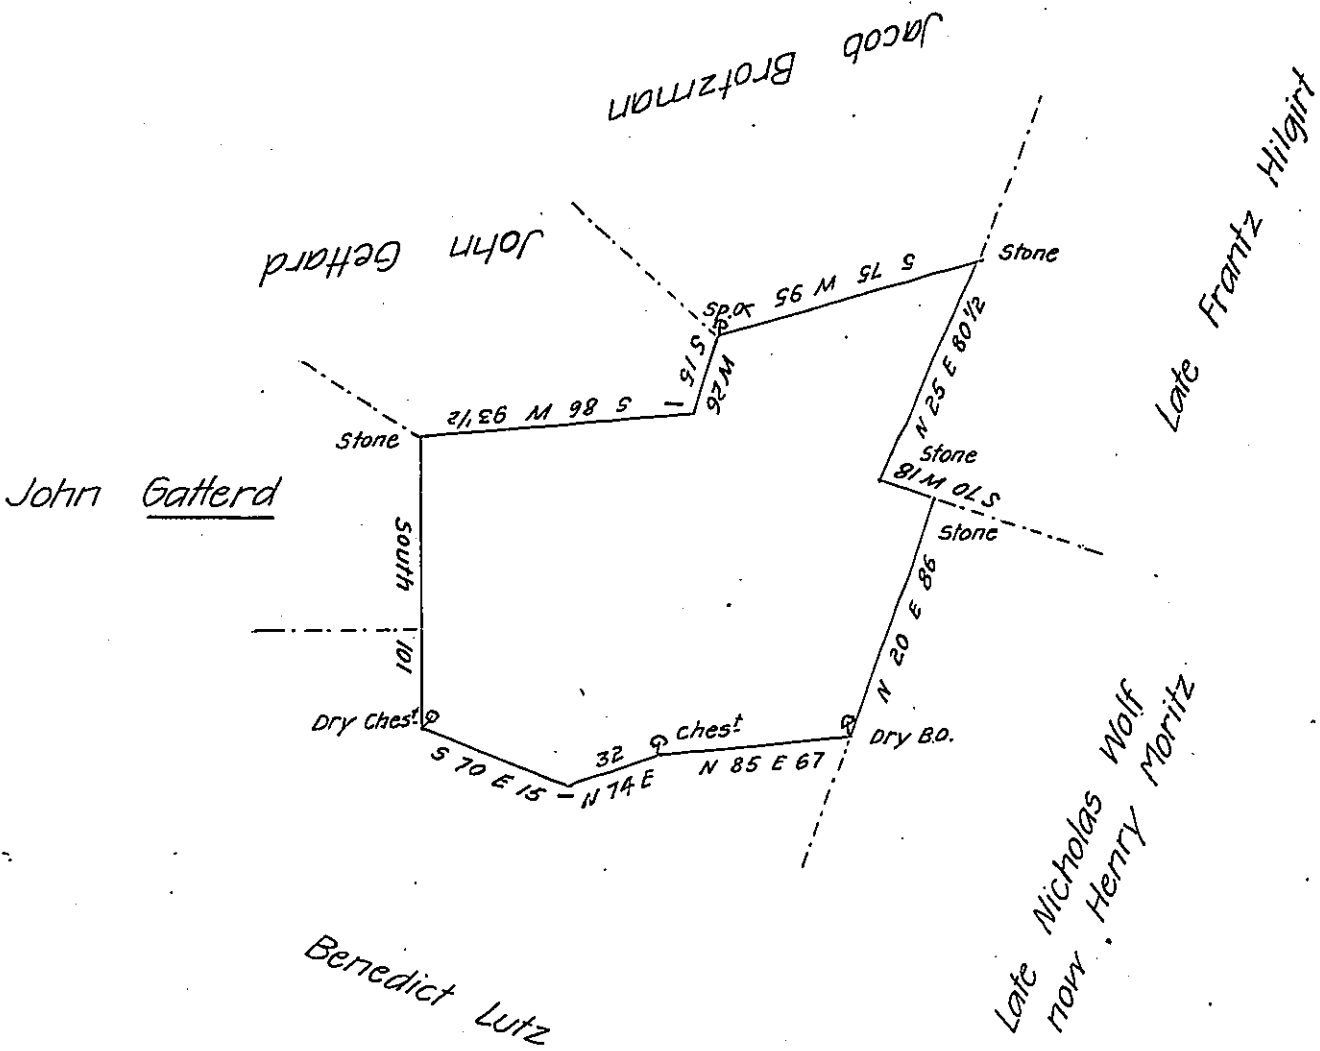 Jacob Brotzman
John Gettard
Late Frantz Hilgirt
Stone
S 75 W 95
Sp.O.
S 15
W 26
N 25 E 80 1/2
S 86 W 93 1/2
Stone
Stone
S 70 W 18
Stone
John Gatterd
South 101
N 20 E 86
Dry Chest
S 70 E 15
32
N 74 E
Chest
N 85 E 67
Dry B.O.
Late Nicholas Wolf
now Henry Moritz
Benedict Lutz